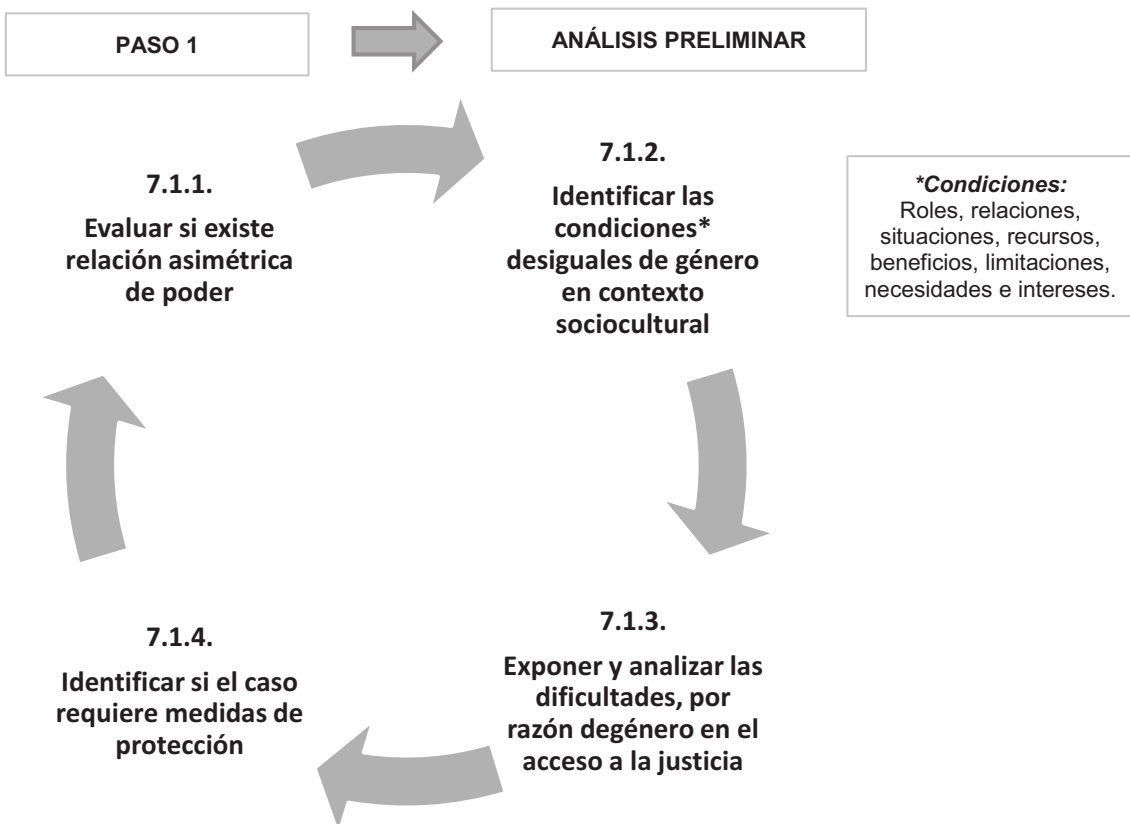 PASO 1
ANÁLISIS PRELIMINAR
7.1.1.
Evaluar si existe
relación asimétrica
de poder
7.1.2.
Identificar las
condiciones*
desiguales de género
en contexto
sociocultural
*Condiciones:
Roles, relaciones,
situaciones, recursos,
beneficios, limitaciones,
necesidades e intereses.
7.1.3.
Exponer y analizar las
dificultades, por
razón degénero en el
acceso a la justicia
7.1.4.
Identificar si el caso
requiere medidas de
protección